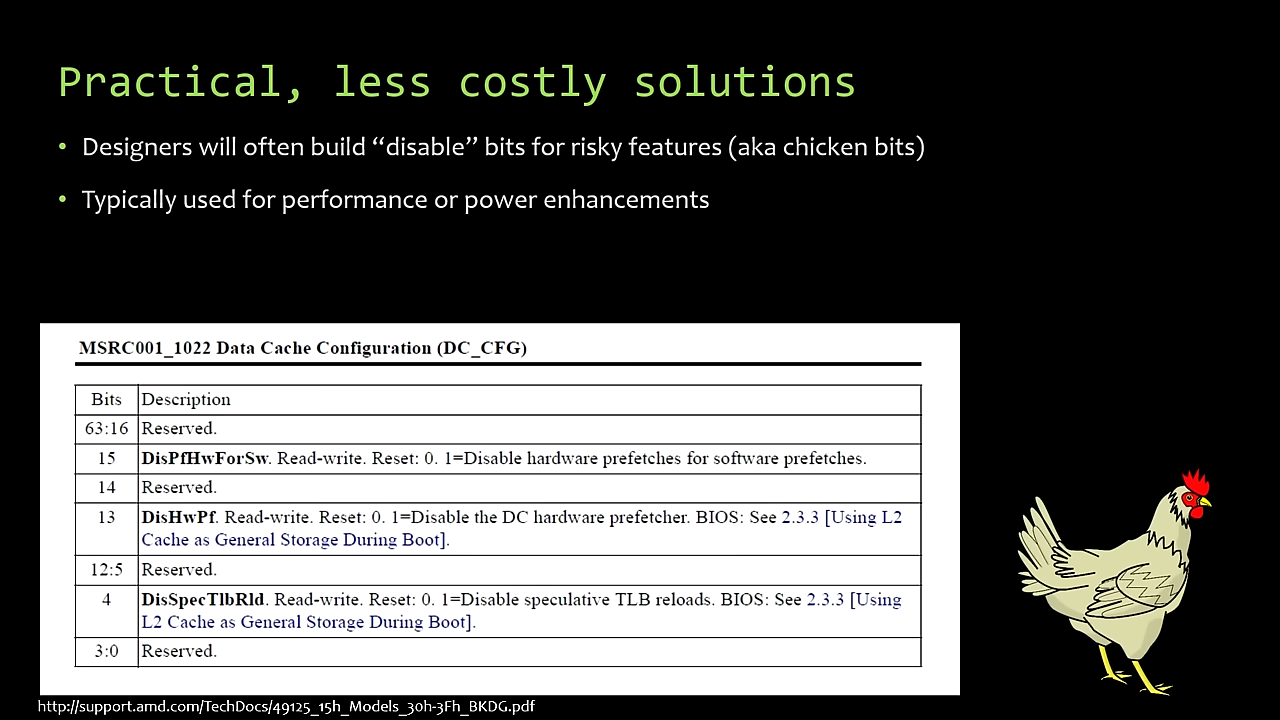 Practical, less costly solutions
• Designers will often build “disable” bits for risky features (aka chicken bits)
• Typically used for performance or power enhancements
MSRC001_1022 Data Cache Configuration (DC_CFG)
Bits Description
63:16 Reserved.
15 DisPfHwForSw. Read-write. Reset: 0. 1=Disable hardware prefetches for software prefetches.
14 Reserved.
13 DisHwPf. Read-write. Reset: 0. 1=Disable the DC hardware prefetcher. BIOS: See 2.3.3 [Using L2
Cache as General Storage During Boot].
12:5 Reserved.
4 DisSpecTlbRld. Read-write. Reset: 0. 1=Disable speculative TLB reloads. BIOS: See 2.3.3 [Using
L2 Cache as General Storage During Boot].
3:0 Reserved.
http://support.amd.com/TechDocs/49125_15h_Models_30h-3Fh_BKDG.pdf